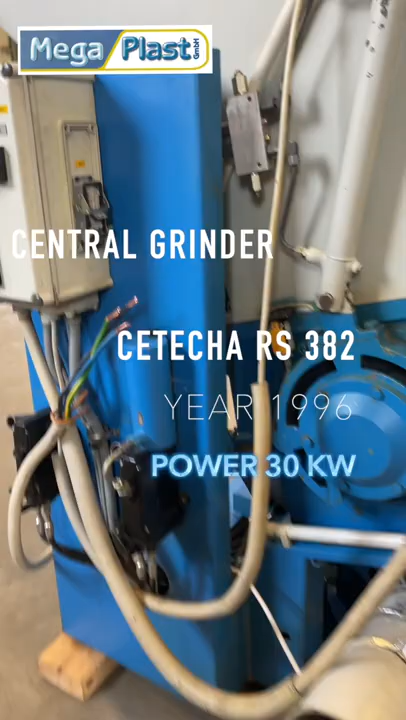 Mega Plast GmbH
CENTRAL GRINDER
CETECHA RS 382
YEAR 1996
POWER 30 KW